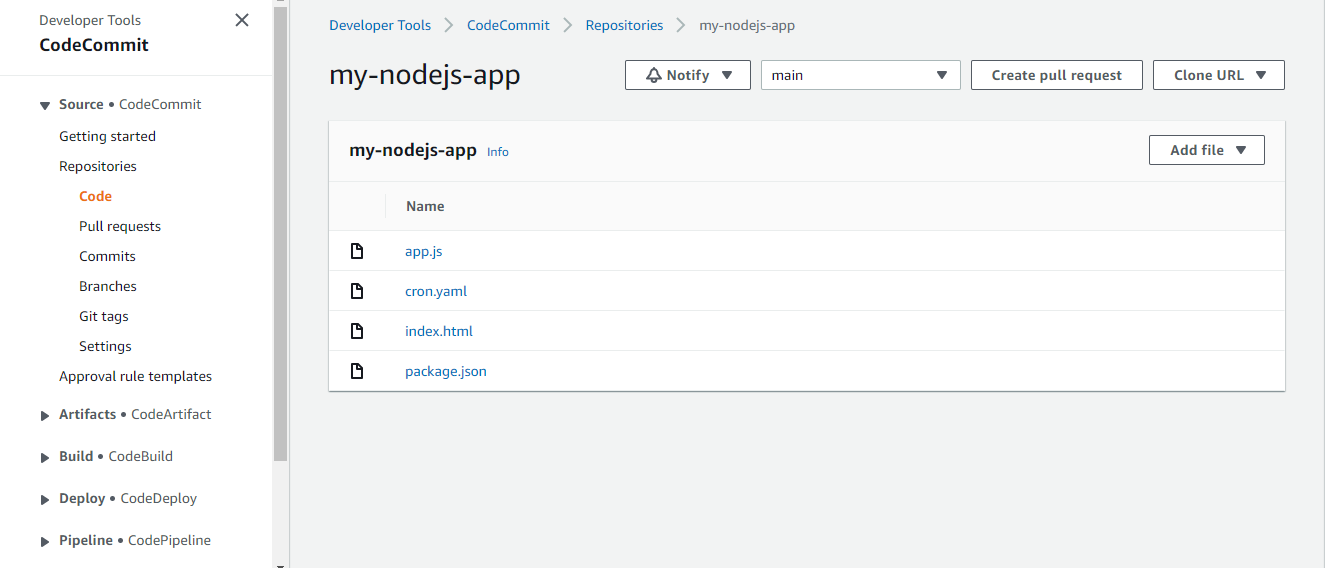 Developer Tools
CodeCommit
Source • CodeCommit
Getting started
Repositories
Code
Pull requests
Commits
Branches
Git tags
Settings
Approval rule templates
Artifacts • CodeArtifact
Build • CodeBuild
Deploy • CodeDeploy
Pipeline • CodePipeline
Developer Tools CodeCommit Repositories my-nodejs-app
my-nodejs-app
Notify
main
Create pull request
Clone URL
my-nodejs-app Info
Add file
Name
app.js
cron.yaml
index.html
package.json